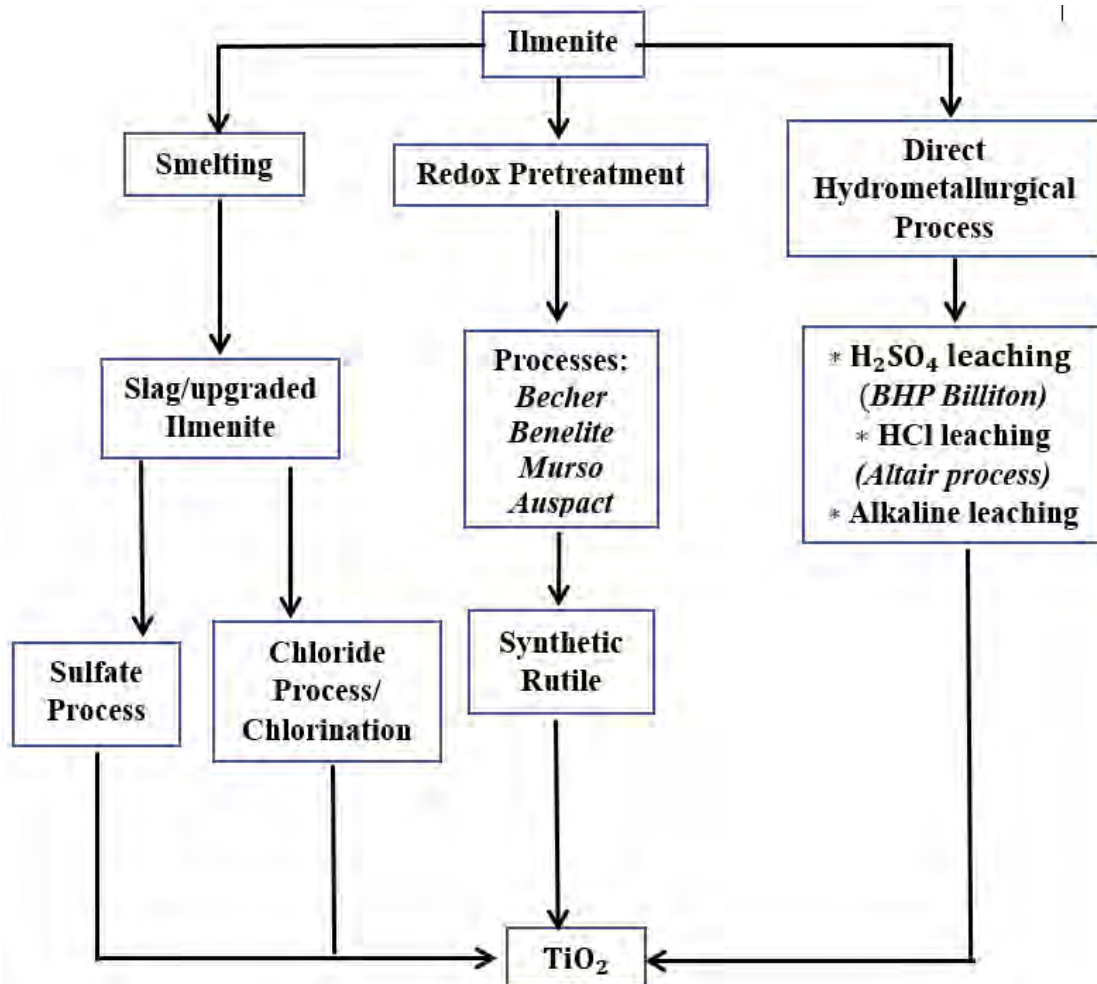 Ilmenite
Smelting
Redox Pretreatment
Direct
Hydrometallurgical
Process
Slag/upgraded
Ilmenite
Processes:
Becher
Benelite
Murso
Auspact
* H₂SO₄ leaching
(BHP Billiton)
* HCl leaching
(Altair process)
* Alkaline leaching
Sulfate
Process
Chloride
Process/
Chlorination
Synthetic
Rutile
TiO₂